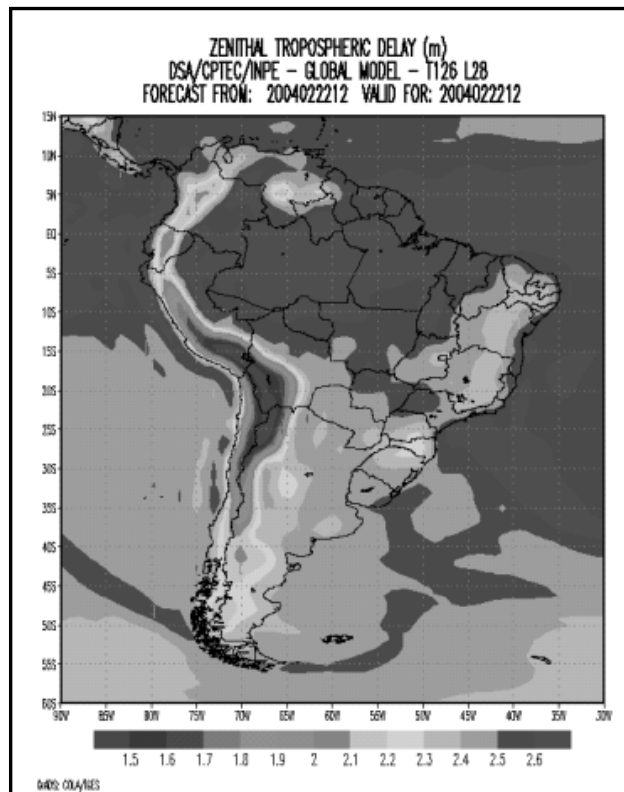 ZENITHAL TROPOSPHERIC DELAY (m)
DSA/CPTEC/INPE – GLOBAL MODEL – T126 L28
FORECAST FROM: 2004022212 VALID FOR: 2004022212
15N
10N
5N
EQ
5S
10S
15S
20S
25S
30S
35S
40S
45S
50S
55S
60S
90W 85W 80W 75W 70W 65W 60W 55W 50W 45W 40W 35W 30W
1.5 1.6 1.7 1.8 1.9 2 2.1 2.2 2.3 2.4 2.5 2.6
GrADS: COLA/IGES